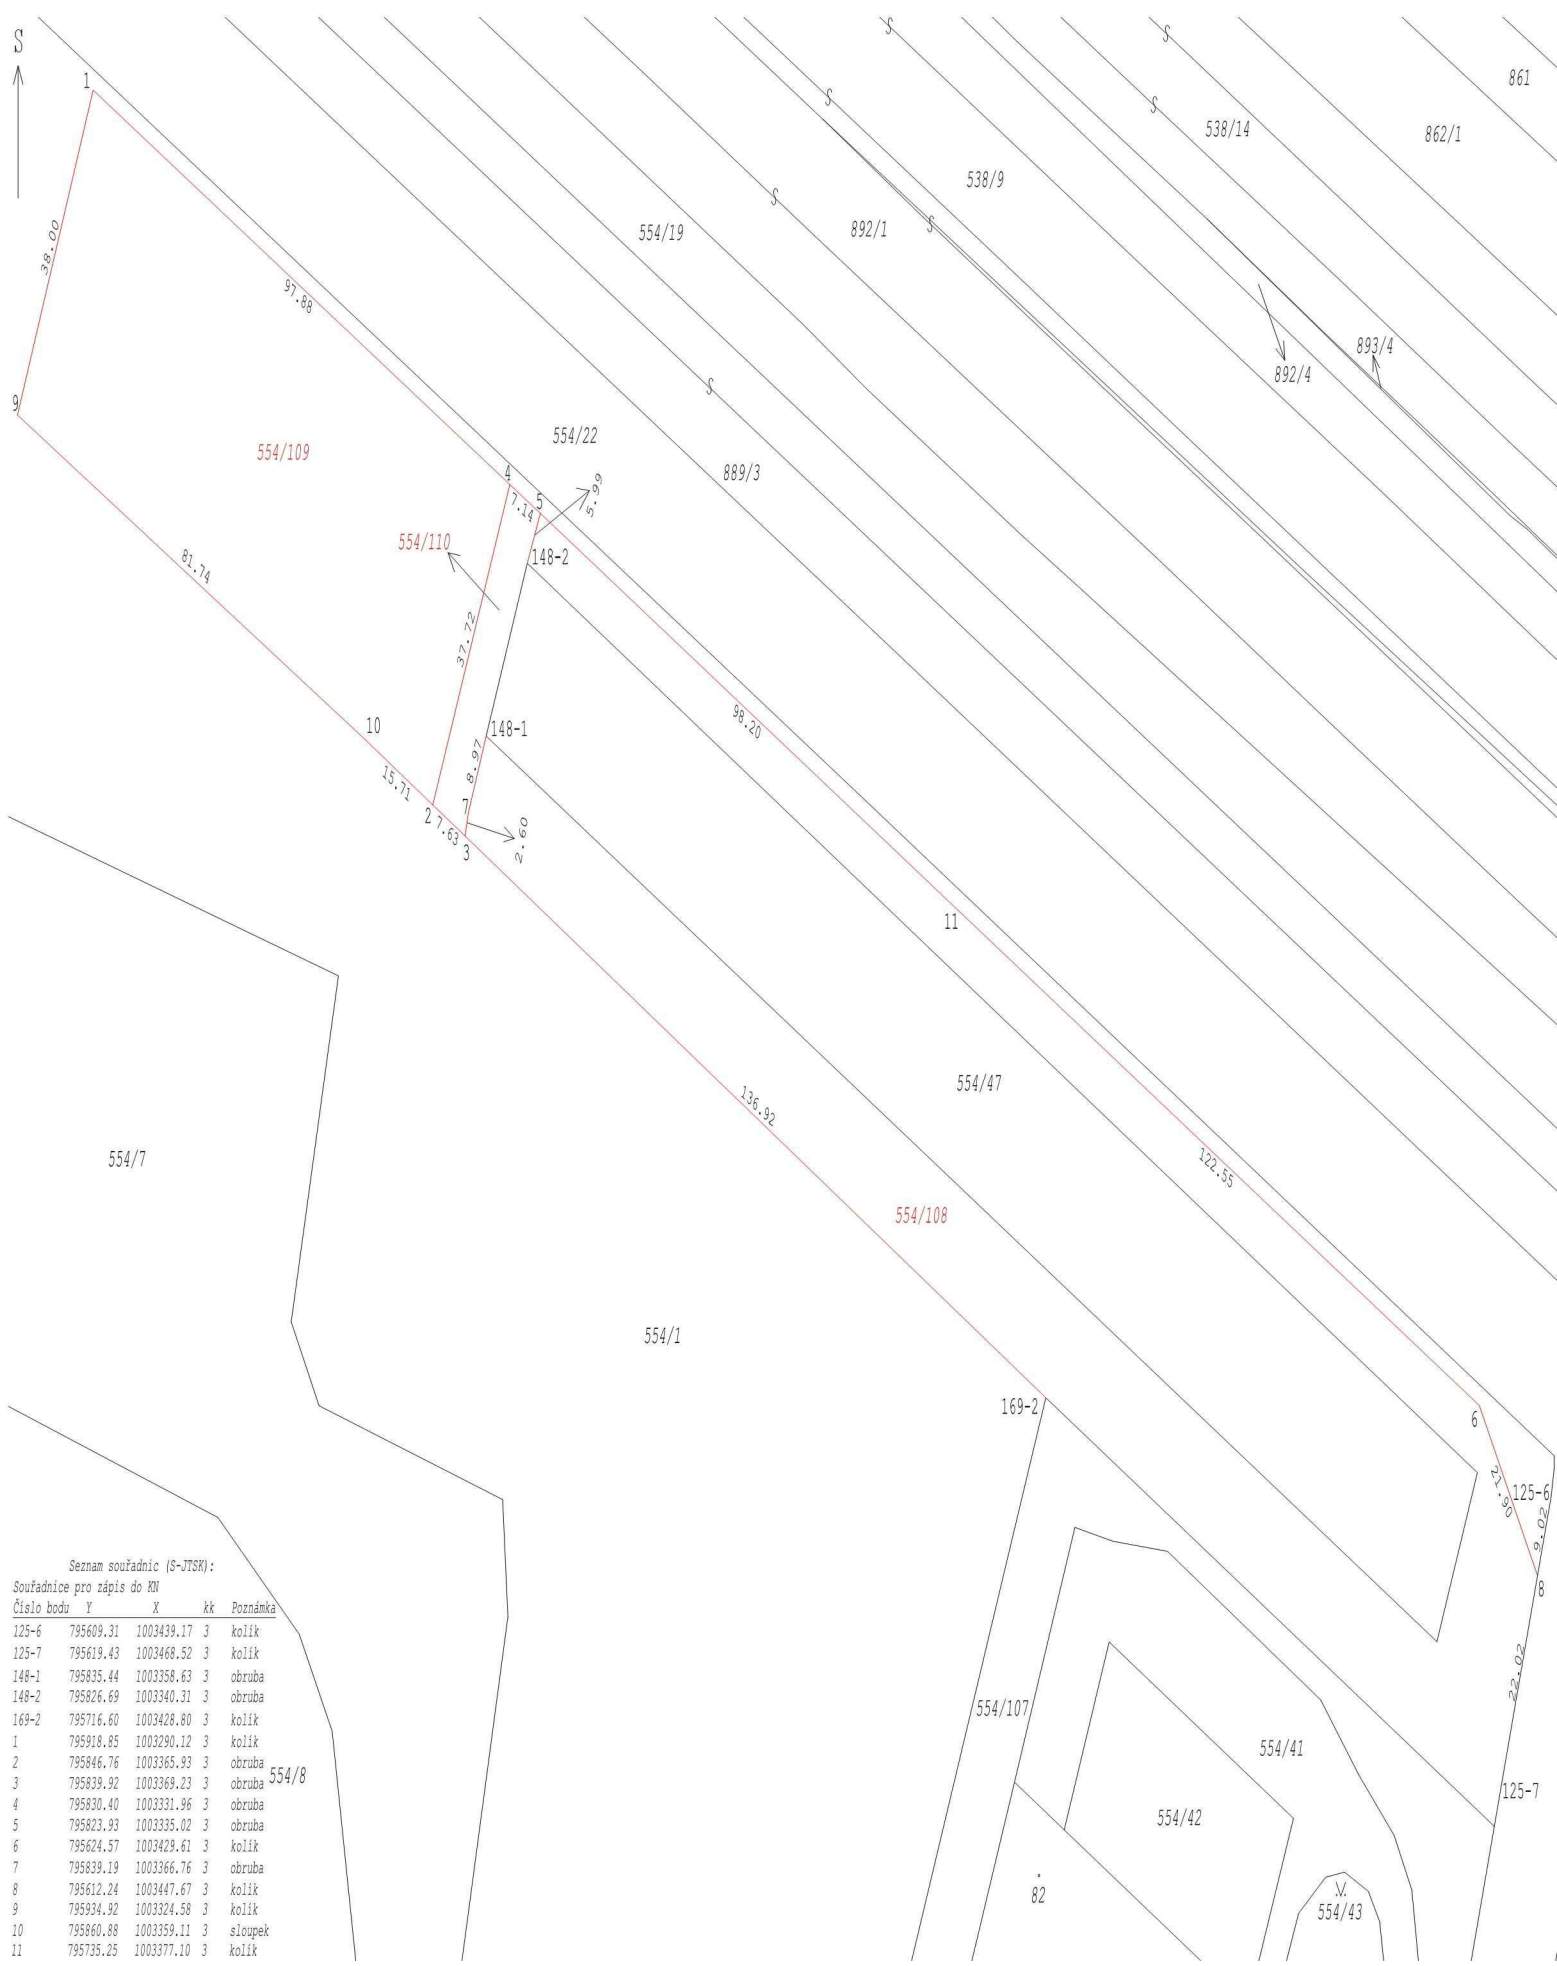 S
1
S
S
861
S
S
538/14
862/1
538/9
S
554/19
892/1
S
38.00
97.88
893/4
892/4
S
9
554/109
554/22
4
889/3
5
5.99
7.14
554/110
148-2
81.74
37.72
10
98.20
148-1
8.97
15.71
7
2
7.63
3
2.60
11
554/47
136.92
554/7
122.55
554/108
554/1
169-2
6
21.90
125-6
9.02
8
22.02
554/107
554/41
125-7
554/42
82
554/43
554/8
Seznam souřadnic (S-JTSK):
Souřadnice pro zápis do KN
Číslo bodu Y X kk Poznámka
125-6 795609.31 1003439.17 3 kolík
125-7 795619.43 1003468.52 3 kolík
148-1 795835.44 1003358.63 3 obruba
148-2 795826.69 1003340.31 3 obruba
169-2 795716.60 1003428.80 3 kolík
1 795918.85 1003290.12 3 kolík
2 795846.76 1003365.93 3 obruba
3 795839.92 1003369.23 3 obruba
4 795830.40 1003331.96 3 obruba
5 795823.93 1003335.02 3 obruba
6 795624.57 1003429.61 3 kolík
7 795839.19 1003366.76 3 obruba
8 795612.24 1003447.67 3 kolík
9 795934.92 1003324.58 3 kolík
10 795860.88 1003359.11 3 sloupek
11 795735.25 1003377.10 3 kolík